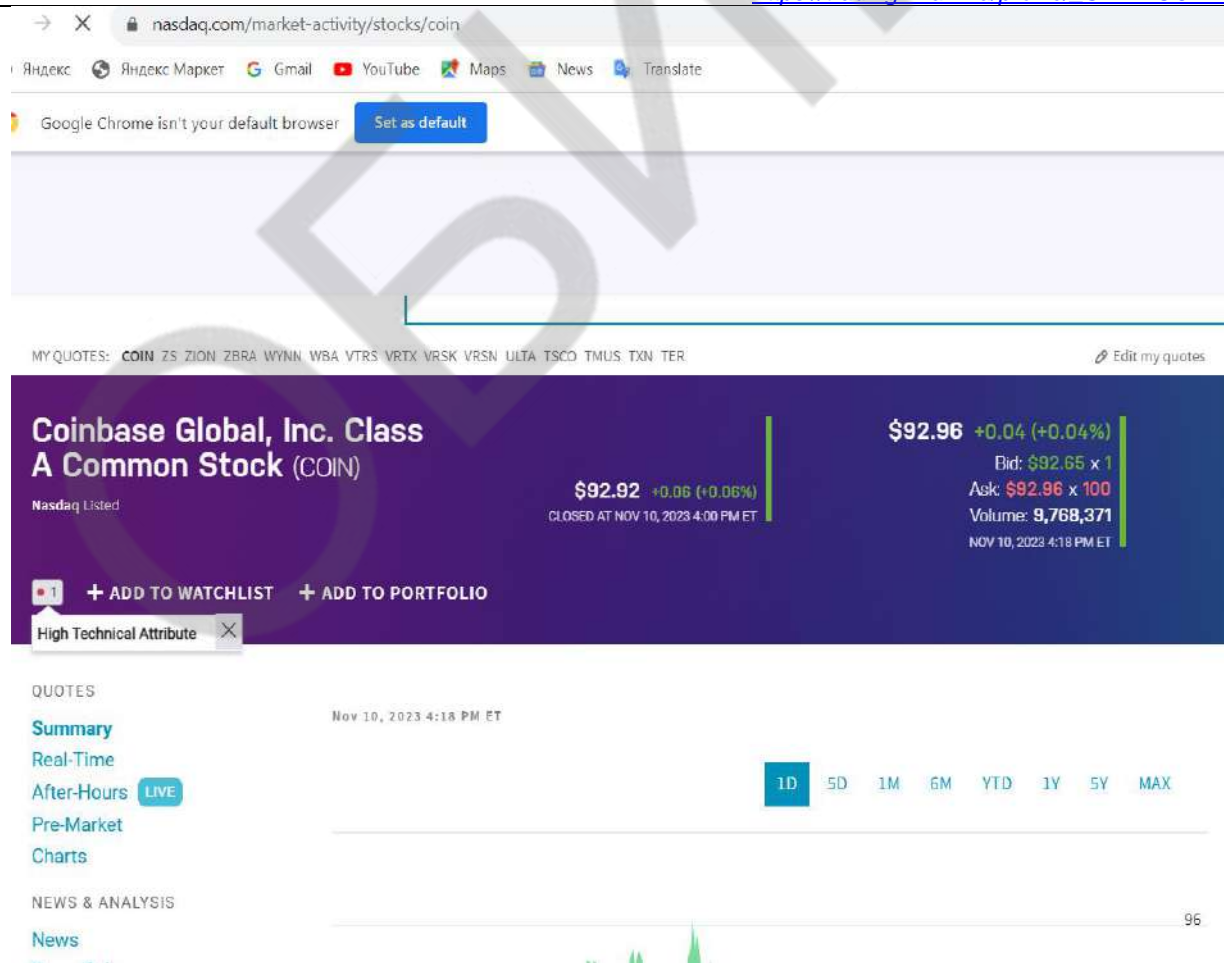 nasdaq.com/market-activity/stocks/coin
Яндекс Яндекс Маркет Gmail YouTube Maps News Translate
Google Chrome isn't your default browser Set as default
MY QUOTES: COIN ZS ZION ZBRA WYNN WBA VTRS VRTX VRSK VRSN ULTA TSCO TMUS TXN TER
Edit my quotes
Coinbase Global, Inc. Class
A Common Stock (COIN)
Nasdaq Listed
$92.92 +0.06 (+0.06%)
CLOSED AT NOV 10, 2023 4:00 PM ET
$92.96 +0.04 (+0.04%)
Bid: $92.65 x 1
Ask: $92.96 x 100
Volume: 9,768,371
NOV 10, 2023 4:18 PM ET
1 + ADD TO WATCHLIST + ADD TO PORTFOLIO
High Technical Attribute
QUOTES
Summary
Real-Time
After-Hours LIVE
Pre-Market
Charts
NEWS & ANALYSIS
News
Nov 10, 2023 4:18 PM ET
1D 5D 1M 6M YTD 1Y 5Y MAX
96